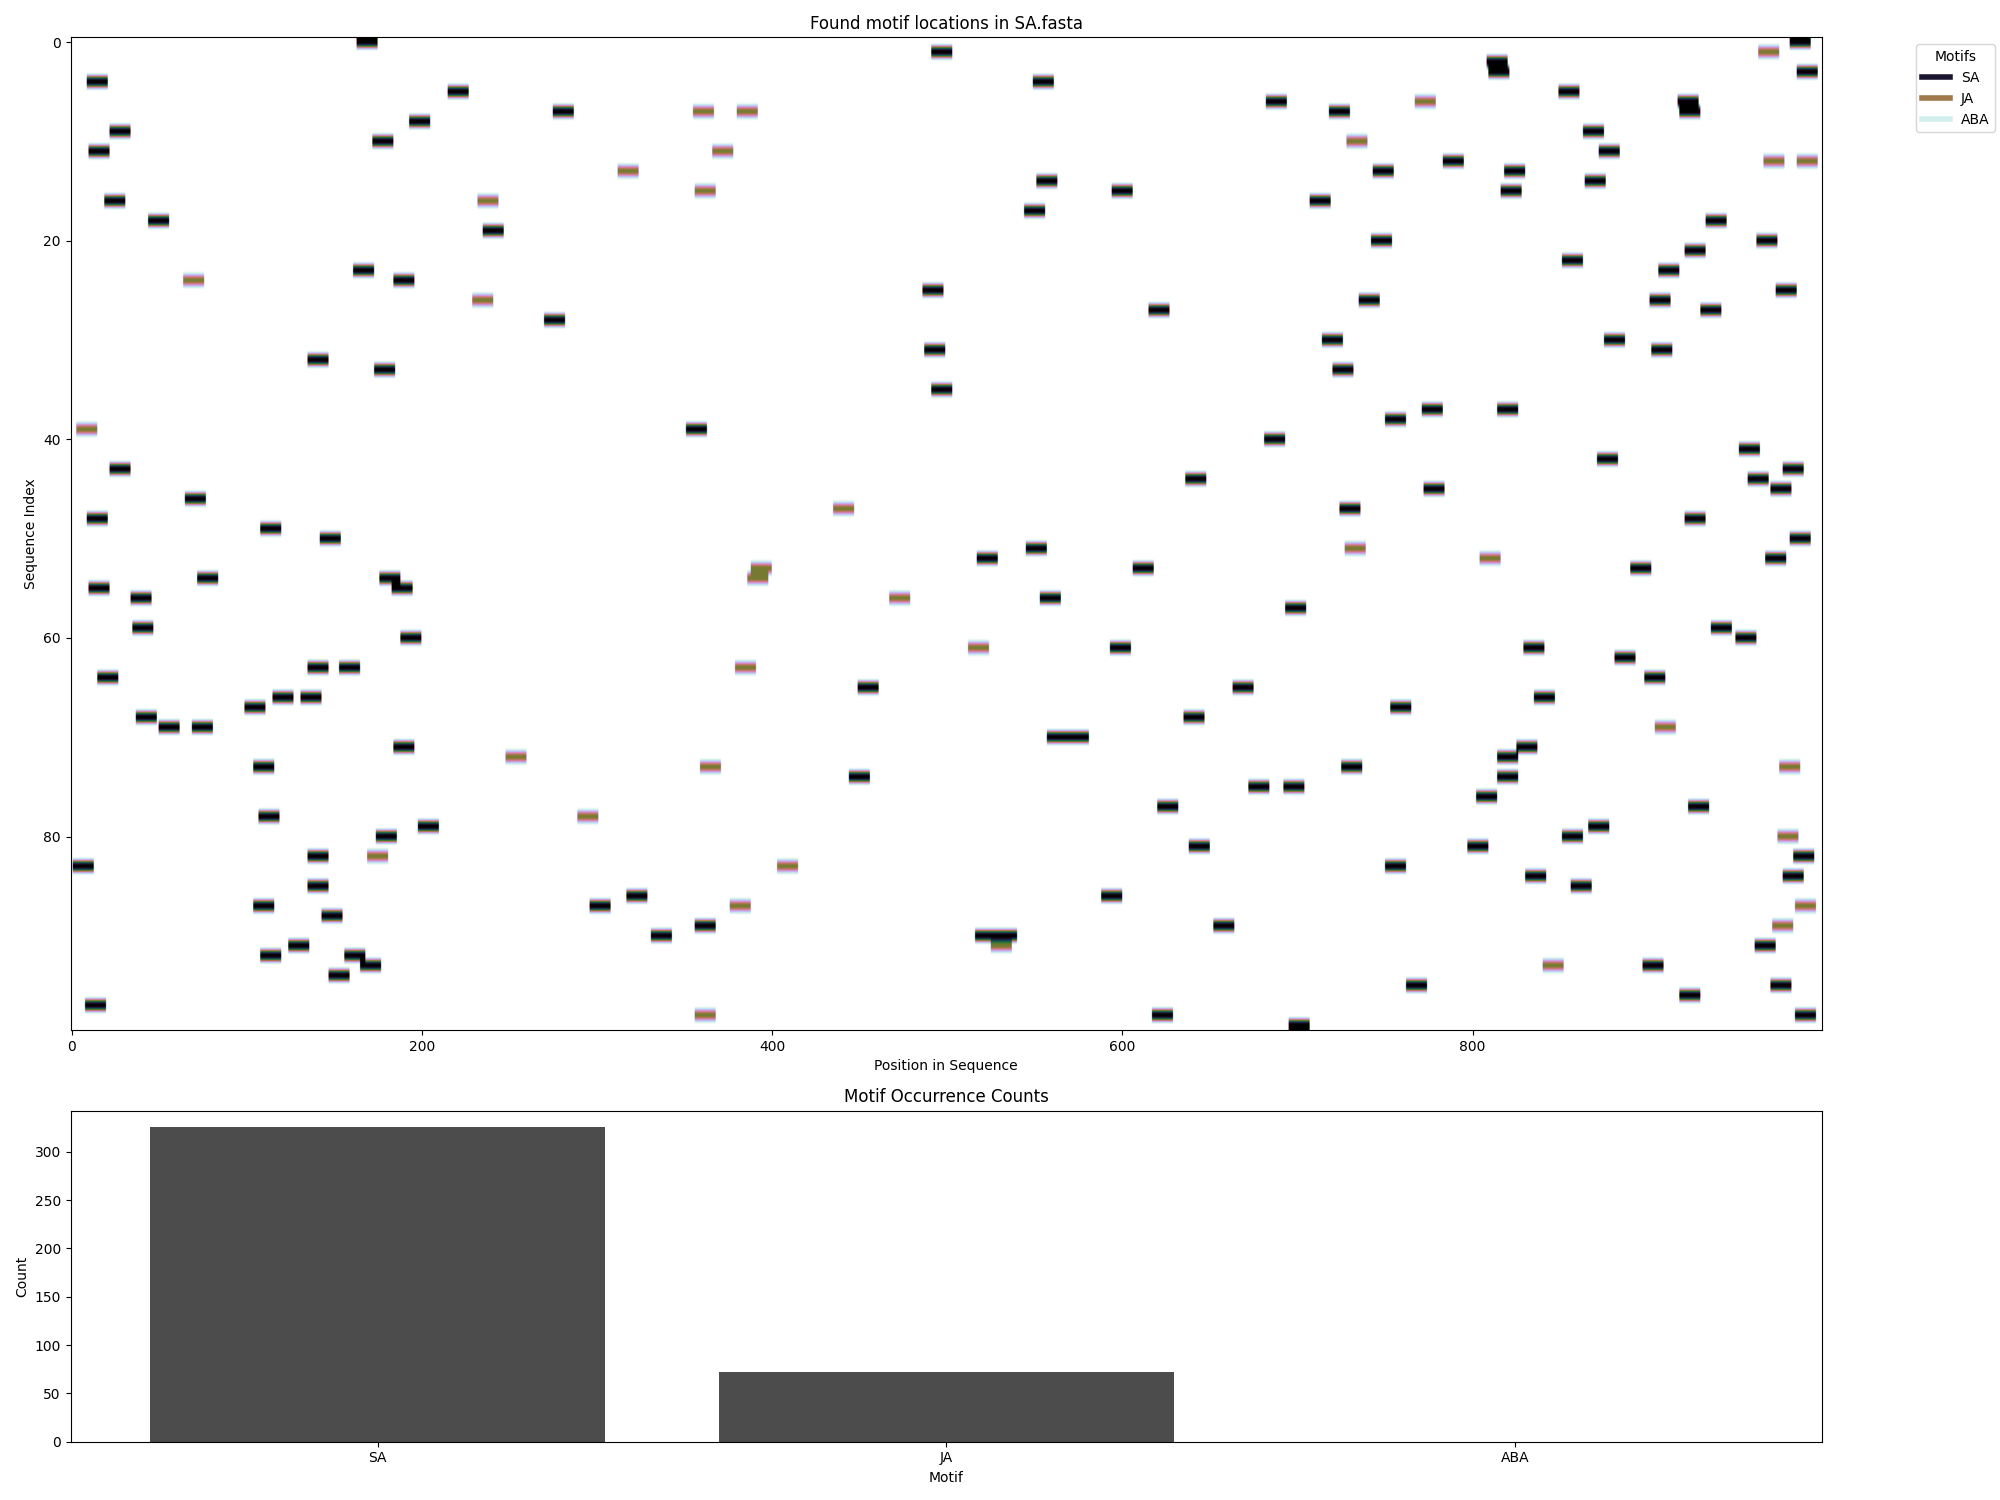 Found motif locations in SA.fasta
0
20
40
60
80
Sequence Index
0 200 400 600 800
Position in Sequence
Motifs
SA
JA
ABA
Motif Occurrence Counts
300
250
200
150
100
50
0
Count
SA JA ABA
Motif